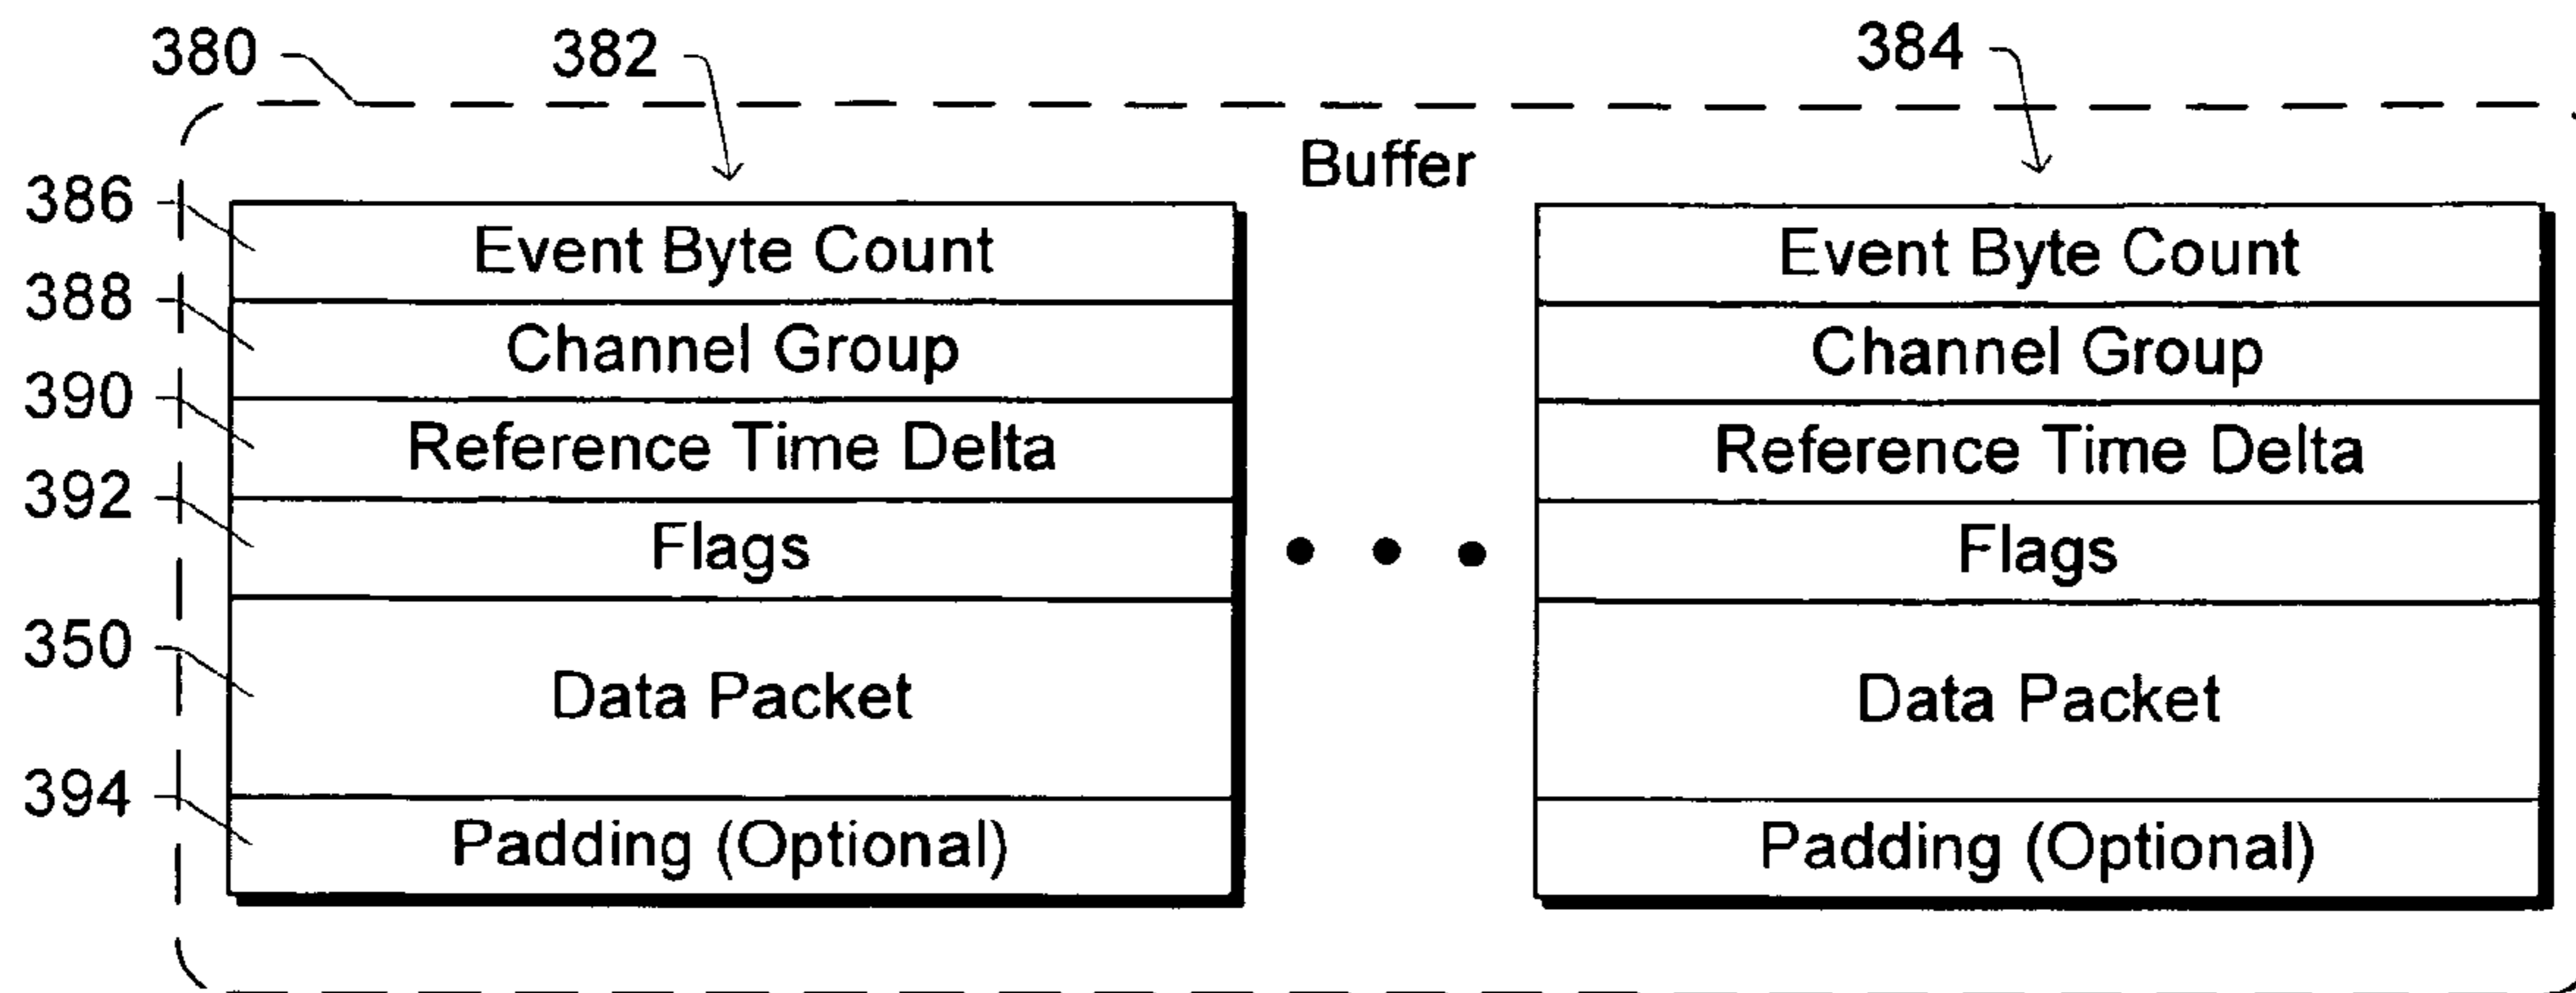 380
382
384
Buffer
386
Event Byte Count
Event Byte Count
388
Channel Group
Channel Group
390
Reference Time Delta
Reference Time Delta
392
Flags
Flags
350
Data Packet
Data Packet
394
Padding (Optional)
Padding (Optional)